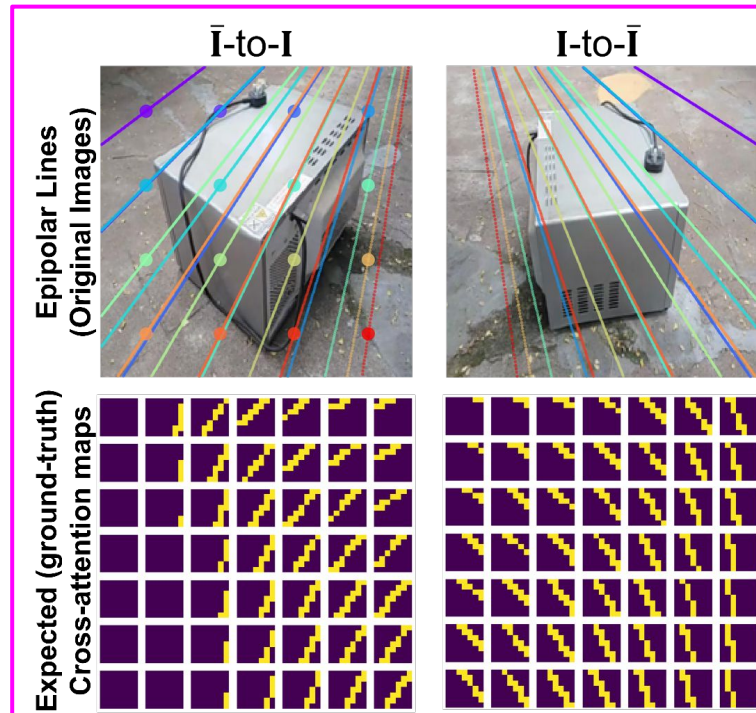 Ī-to-I
I-to-Ī
Epipolar Lines
(Original Images)
Expected (ground-truth)
Cross-attention maps